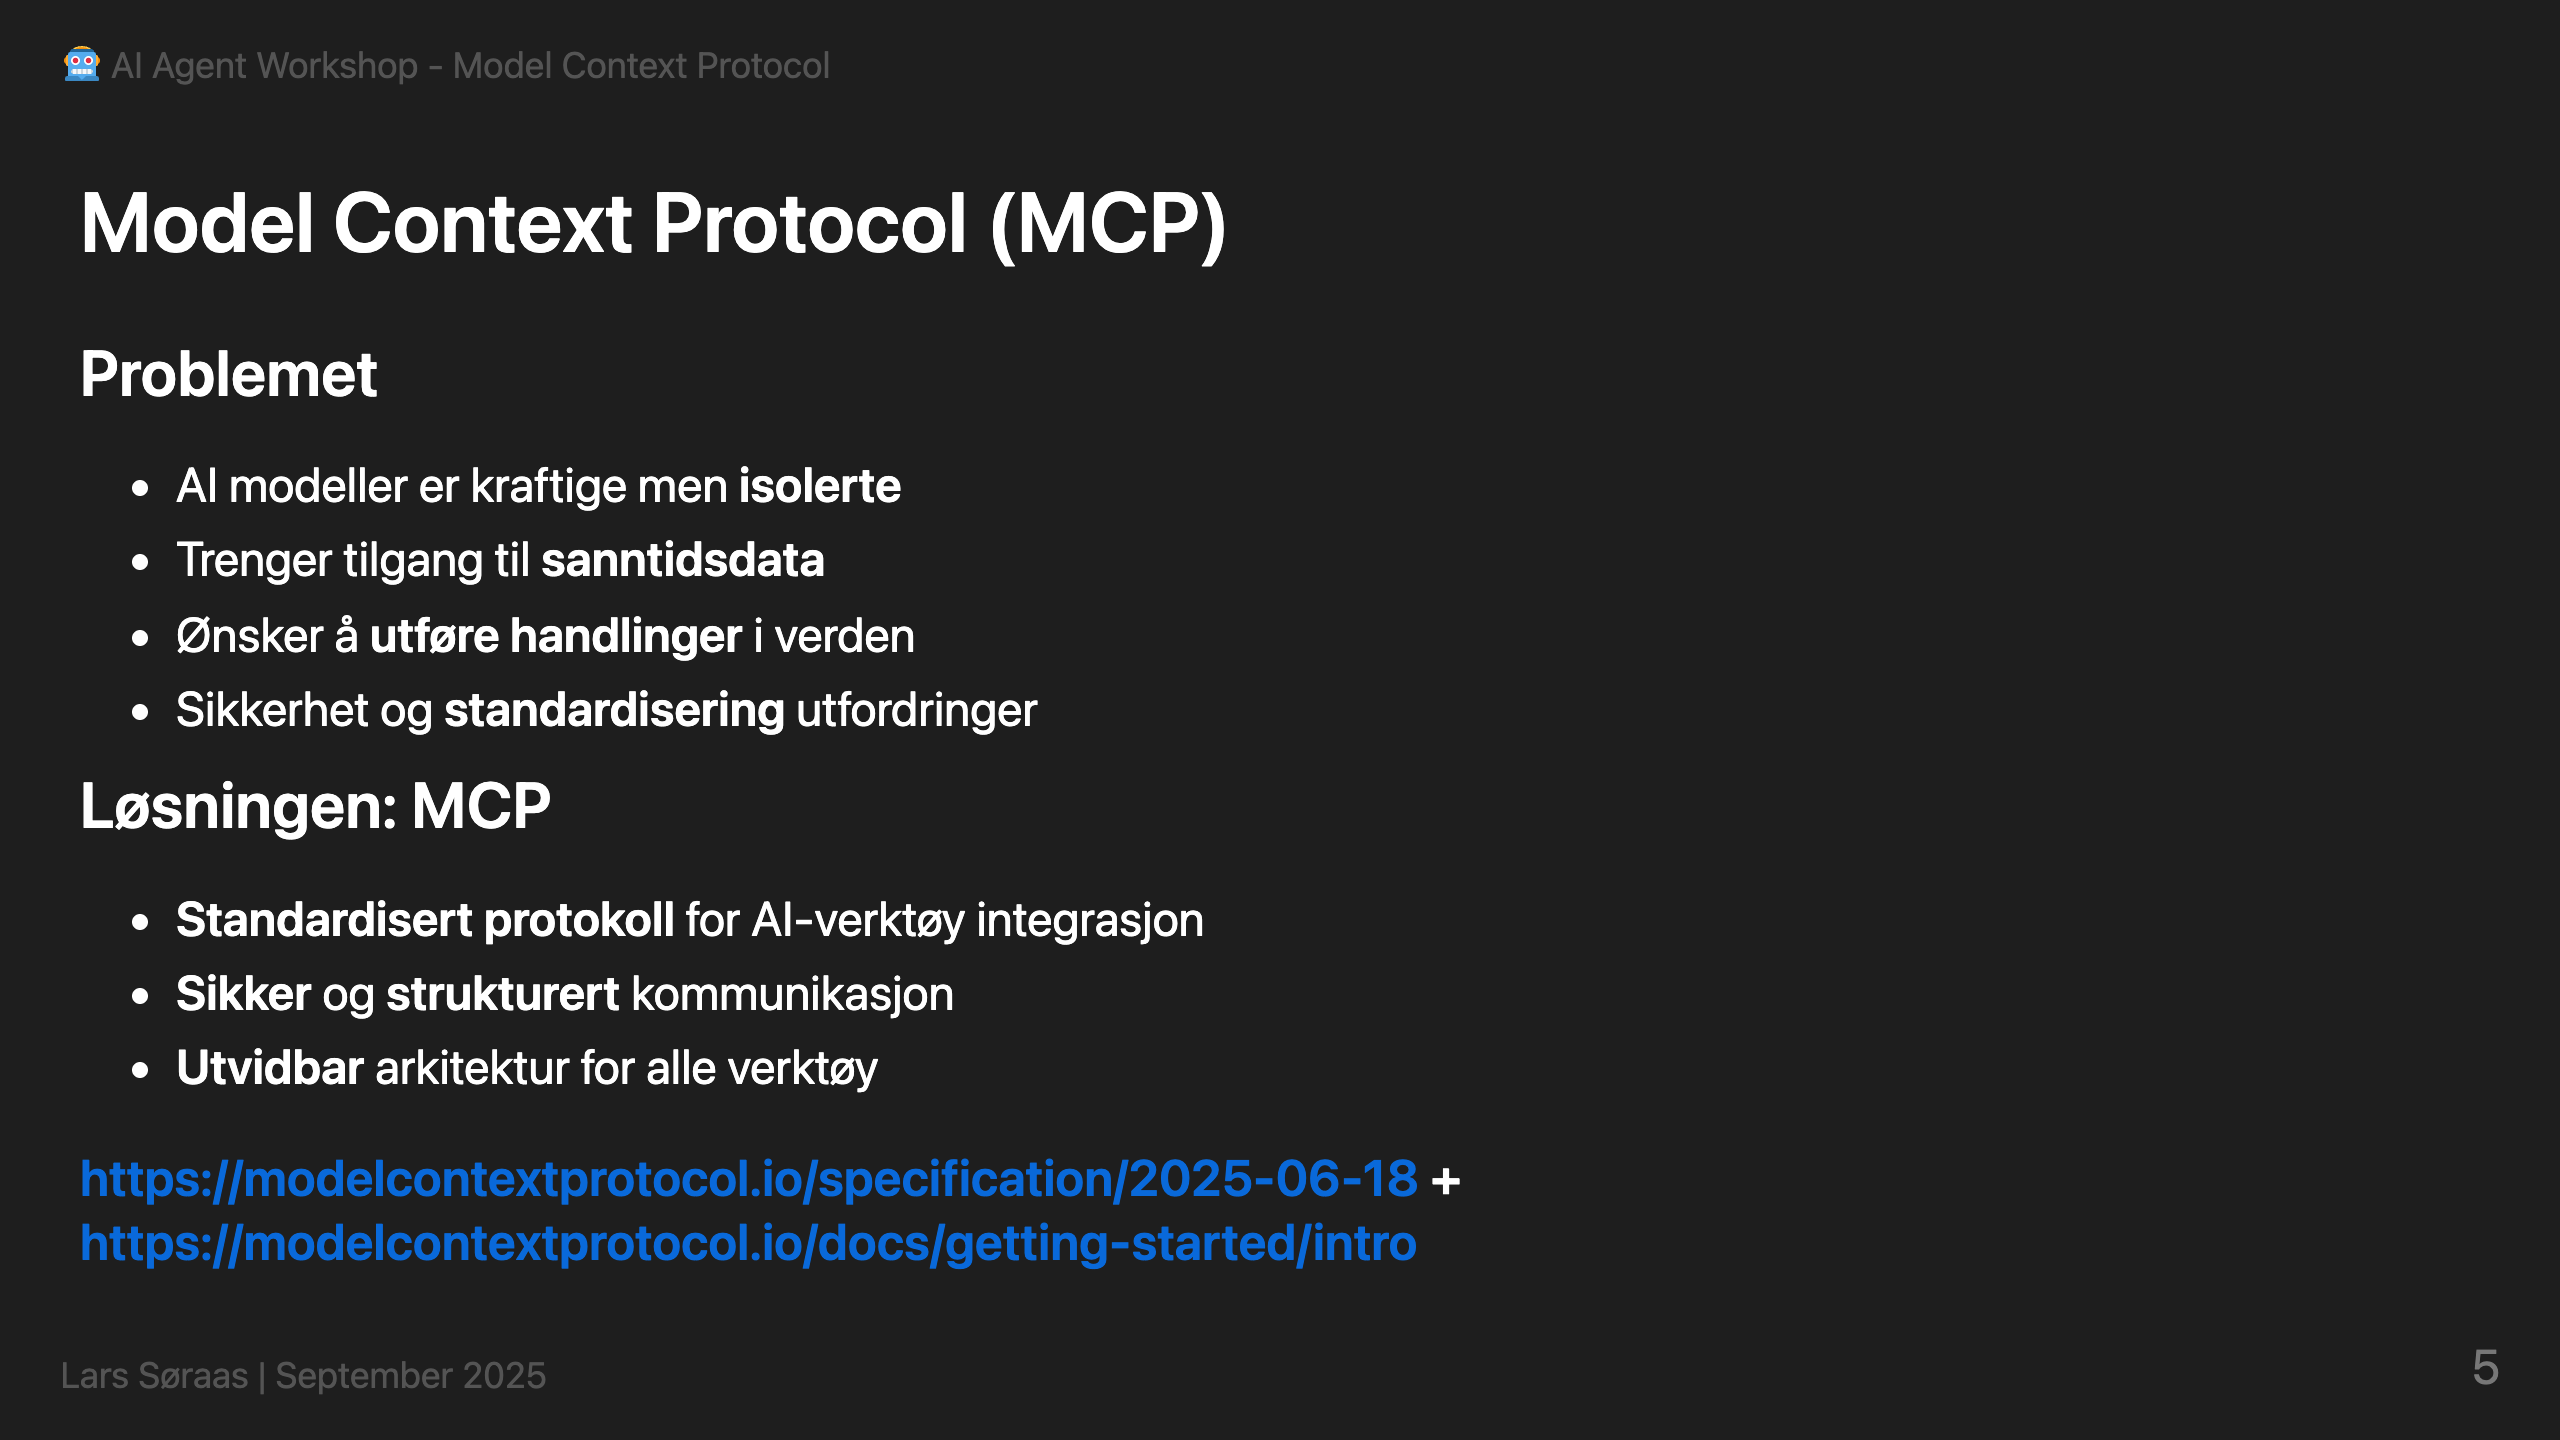 AI Agent Workshop - Model Context Protocol
Model Context Protocol (MCP)
Problemet
• AI modeller er kraftige men isolerte
• Trenger tilgang til sanntidsdata
• Ønsker å utføre handlinger i verden
• Sikkerhet og standardisering utfordringer
Løsningen: MCP
• Standardisert protokoll for AI-verktøy integrasjon
• Sikker og strukturert kommunikasjon
• Utvidbar arkitektur for alle verktøy
https://modelcontextprotocol.io/specification/2025-06-18 +
https://modelcontextprotocol.io/docs/getting-started/intro
Lars Søraas | September 2025
5